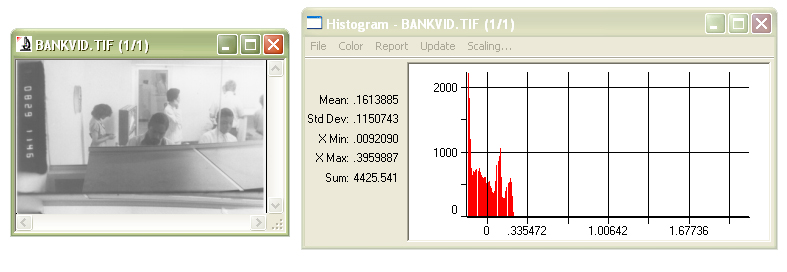 BANKVID.TIF (1/1)
Histogram - BANKVID.TIF (1/1)
File Color Report Update Scaling...
Mean: .1613885
Std Dev: .1150743
X Min: .0092090
X Max: .3959887
Sum: 4425.541
2000
1000
0
0 .335472 1.00642 1.67736